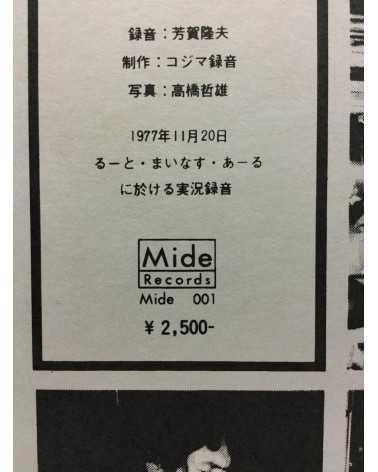 録音：芳賀隆夫
制作：コジマ録音
写真：高橋哲雄
1977年11月20日
るーと・まいなす・あーる
に於ける実況録音
Mide
Records
Mide 001
¥ 2,500-